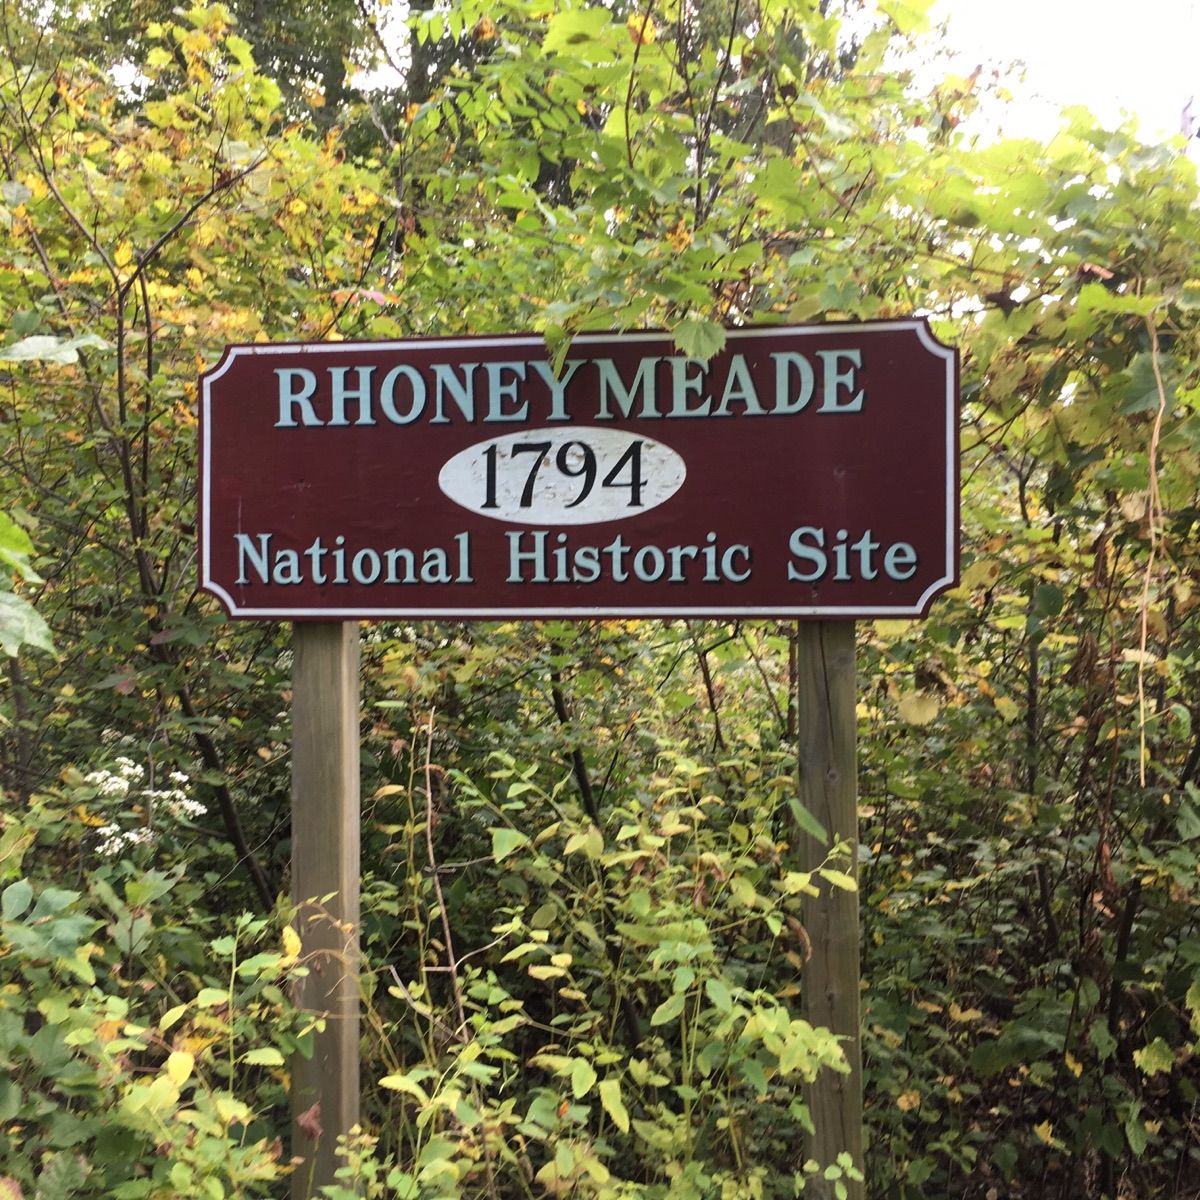 RHONEYMEADE
1794
National Historic Site